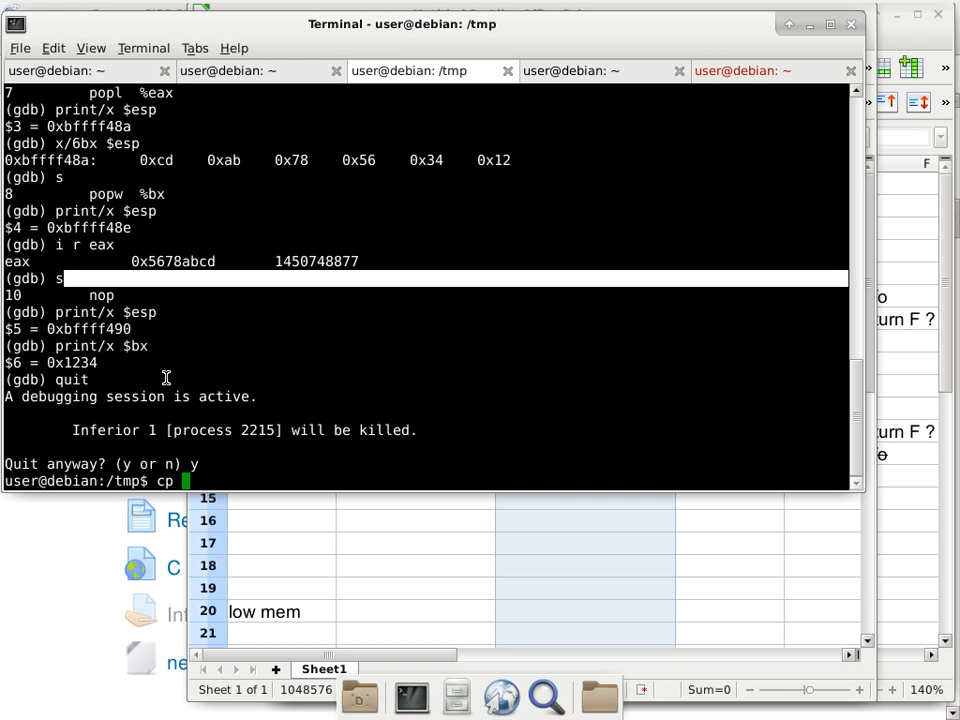 Terminal - user@debian: /tmp
File Edit View Terminal Tabs Help
user@debian: ~ user@debian: ~ user@debian: /tmp user@debian: ~ user@debian: ~
7 popl %eax
(gdb) print/x $esp
$3 = 0xbffff48a
(gdb) x/6bx $esp
0xbffff48a: 0xcd 0xab 0x78 0x56 0x34 0x12
(gdb) s
8 popw %bx
(gdb) print/x $esp
$4 = 0xbffff48e
(gdb) i r eax
eax 0x5678abcd 1450748877
(gdb) s
10 nop
(gdb) print/x $esp
$5 = 0xbffff490
(gdb) print/x $bx
$6 = 0x1234
(gdb) quit
A debugging session is active.
Inferior 1 [process 2215] will be killed.
Quit anyway? (y or n) y
user@debian:/tmp$ cp
F
turn F ?
turn F ?
15
16
17
18
19
20 low mem
21
Re
C
Int
ne
Sheet1
Sheet 1 of 1 1048576 Sum=0 140%